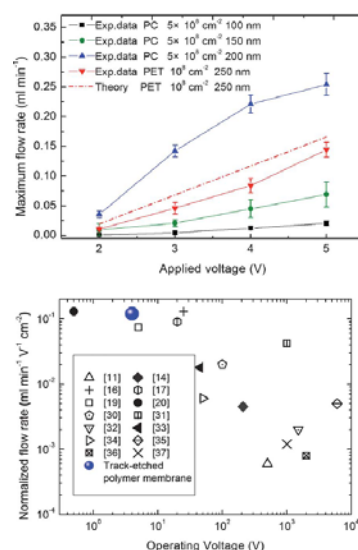 Exp.data PC 5× 10⁸ cm⁻² 100 nm
Exp.data PC 5× 10⁸ cm⁻² 150 nm
Exp.data PC 5× 10⁸ cm⁻² 200 nm
Exp.data PET 10⁸ cm⁻² 250 nm
Theory PET 10⁸ cm⁻² 250 nm
Maximum flow rate (ml min⁻¹)
0.35
0.30
0.25
0.20
0.15
0.10
0.05
0.00
2 3 4 5
Applied voltage (V)
Normalized flow rate (ml min⁻¹ V⁻¹ cm⁻²)
10⁻¹
10⁻²
10⁻³
10⁻⁴
[11] [14]
[16] [17]
[19] [20]
[30] [31]
[32] [33]
[34] [35]
[36] [37]
Track-etched
polymer membrane
10⁰ 10¹ 10² 10³ 10⁴
Operating Voltage (V)